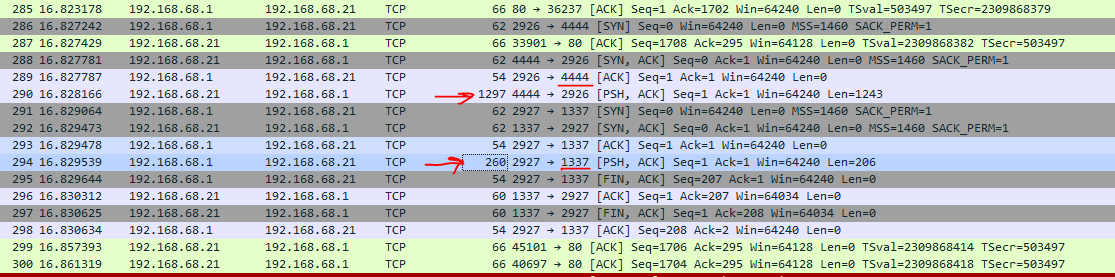 285 16.823178 192.168.68.1 192.168.68.21 TCP 66 80 → 36237 [ACK] Seq=1 Ack=1702 Win=64240 Len=0 TSval=503497 TSecr=2309868379
286 16.827242 192.168.68.1 192.168.68.21 TCP 62 2926 → 4444 [SYN] Seq=0 Win=64240 Len=0 MSS=1460 SACK_PERM=1
287 16.827429 192.168.68.21 192.168.68.1 TCP 66 33901 → 80 [ACK] Seq=1708 Ack=295 Win=64128 Len=0 TSval=2309868382 TSecr=503497
288 16.827781 192.168.68.21 192.168.68.1 TCP 62 4444 → 2926 [SYN, ACK] Seq=0 Ack=1 Win=64240 Len=0 MSS=1460 SACK_PERM=1
289 16.827787 192.168.68.1 192.168.68.21 TCP 54 2926 → 4444 [ACK] Seq=1 Ack=1 Win=64240 Len=0
290 16.828166 192.168.68.21 192.168.68.1 TCP 1297 4444 → 2926 [PSH, ACK] Seq=1 Ack=1 Win=64240 Len=1243
291 16.829064 192.168.68.1 192.168.68.21 TCP 62 2927 → 1337 [SYN] Seq=0 Win=64240 Len=0 MSS=1460 SACK_PERM=1
292 16.829473 192.168.68.21 192.168.68.1 TCP 62 1337 → 2927 [SYN, ACK] Seq=0 Ack=1 Win=64240 Len=0 MSS=1460 SACK_PERM=1
293 16.829478 192.168.68.1 192.168.68.21 TCP 54 2927 → 1337 [ACK] Seq=1 Ack=1 Win=64240 Len=0
294 16.829539 192.168.68.1 192.168.68.21 TCP 260 2927 → 1337 [PSH, ACK] Seq=1 Ack=1 Win=64240 Len=206
295 16.829644 192.168.68.1 192.168.68.21 TCP 54 2927 → 1337 [FIN, ACK] Seq=207 Ack=1 Win=64240 Len=0
296 16.830312 192.168.68.21 192.168.68.1 TCP 60 1337 → 2927 [ACK] Seq=1 Ack=207 Win=64034 Len=0
297 16.830625 192.168.68.21 192.168.68.1 TCP 60 1337 → 2927 [FIN, ACK] Seq=1 Ack=208 Win=64034 Len=0
298 16.830634 192.168.68.1 192.168.68.21 TCP 54 2927 → 1337 [ACK] Seq=208 Ack=2 Win=64240 Len=0
299 16.857393 192.168.68.21 192.168.68.1 TCP 66 45101 → 80 [ACK] Seq=1706 Ack=295 Win=64128 Len=0 TSval=2309868414 TSecr=503497
300 16.861319 192.168.68.21 192.168.68.1 TCP 66 40697 → 80 [ACK] Seq=1704 Ack=295 Win=64128 Len=0 TSval=2309868418 TSecr=503497